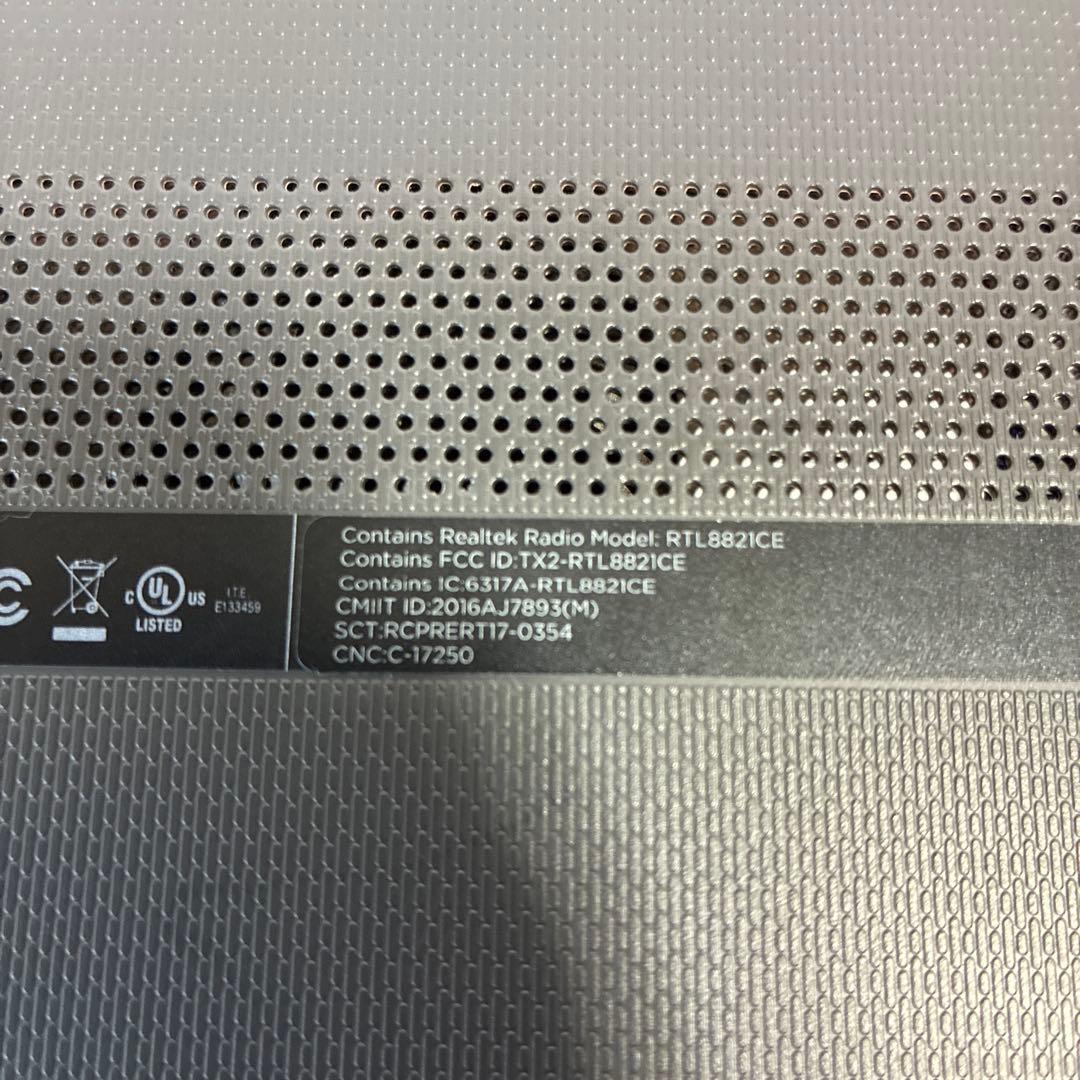 C
c UL US
LISTED
I.T.E.
E133459
Contains Realtek Radio Model: RTL8821CE
Contains FCC ID:TX2-RTL8821CE
Contains IC:6317A-RTL8821CE
CMIIT ID:2016AJ7893(M)
SCT:RCPRERT17-0354
CNC:C-17250